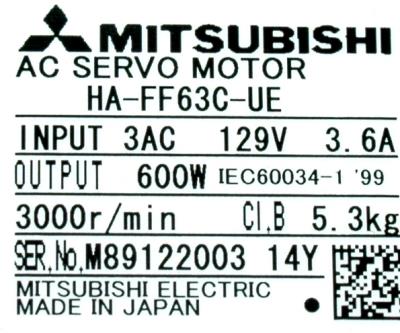 MITSUBISHI
AC SERVO MOTOR
HA-FF63C-UE
INPUT 3AC 129V 3.6A
OUTPUT 600W IEC60034-1 '99
3000r/min CI.B 5.3kg
SER.No.M89122003 14Y
MITSUBISHI ELECTRIC
MADE IN JAPAN